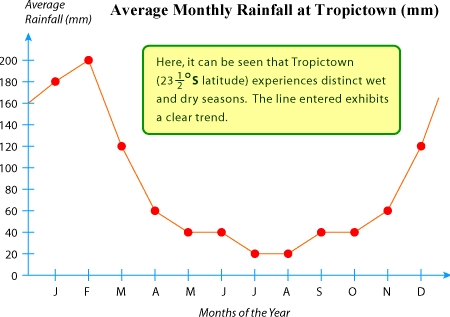 Average
Rainfall (mm)
Average Monthly Rainfall at Tropictown (mm)
Here, it can be seen that Tropictown
(23 1/2 °S latitude) experiences distinct wet
and dry seasons. The line entered exhibits
a clear trend.
200
180
160
140
120
100
80
60
40
20
0
J F M A M J J A S O N D
Months of the Year